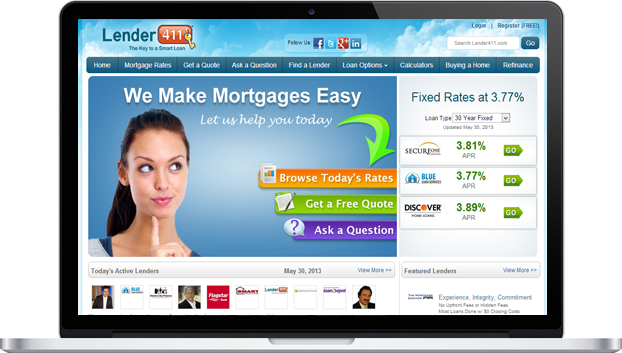 Login | Register (FREE!)
Lender411
The Key to a Smart Loan
Follow Us:
Search Lender411.com
Go
Home Mortgage Rates Get a Quote Ask a Question Find a Lender Loan Options Calculators Buying a Home Refinance
We Make Mortgages Easy
Let us help you today
Browse Today's Rates
Get a Free Quote
Ask a Question
Fixed Rates at 3.77%
Loan Type 30 Year Fixed
Updated May 30, 2013
SECUREONE
3.81%
APR
GO
BLUE
3.77%
APR
GO
DISCOVER
HOME LOANS
3.89%
APR
GO
Today's Active Lenders May 30, 2013 View More >>
Flagstar
Lender411
Featured Lenders View More >>
Experience, Integrity, Commitment
No Upfront Fees or Hidden Fees
Most Loans Done w/ $0 Closing Costs